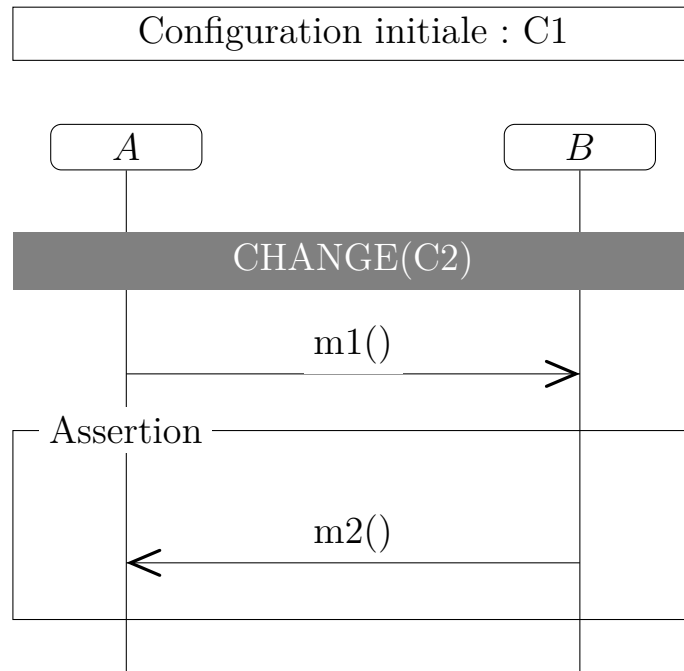 Configuration initiale : C1
A
B
CHANGE(C2)
m1()
Assertion
m2()